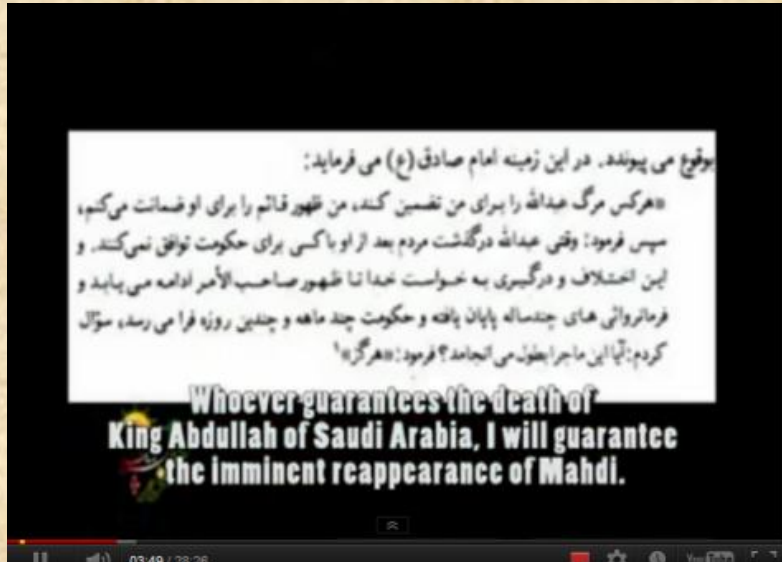 بوقوع می پیوندد. در این زمینه امام صادق (ع) می فرماید:
«هرکس مرگ عبدالله را برای من تضمین کند، من ظهور قائم را برای او ضمانت می‌کنم،
سپس فرمود: وقتی عبدالله درگذشت مردم بعد از او با کسی برای حکومت توافق نمی‌کنند. و
این اختلاف و درگیری به خواست خدا تا ظهور صاحب الأمر ادامه می یابد و
فرمانروائی های چندساله پایان یافته و حکومت چند ماهه و چندین روزه فرا می رسد، سؤال
کردم: آیا این ماجرا بطول می انجامد؟ فرمود: «هرگز»۱
Whoever guarantees the death of
King Abdullah of Saudi Arabia, I will guarantee
the imminent reappearance of Mahdi.
03:49 / 28:26
YouTube